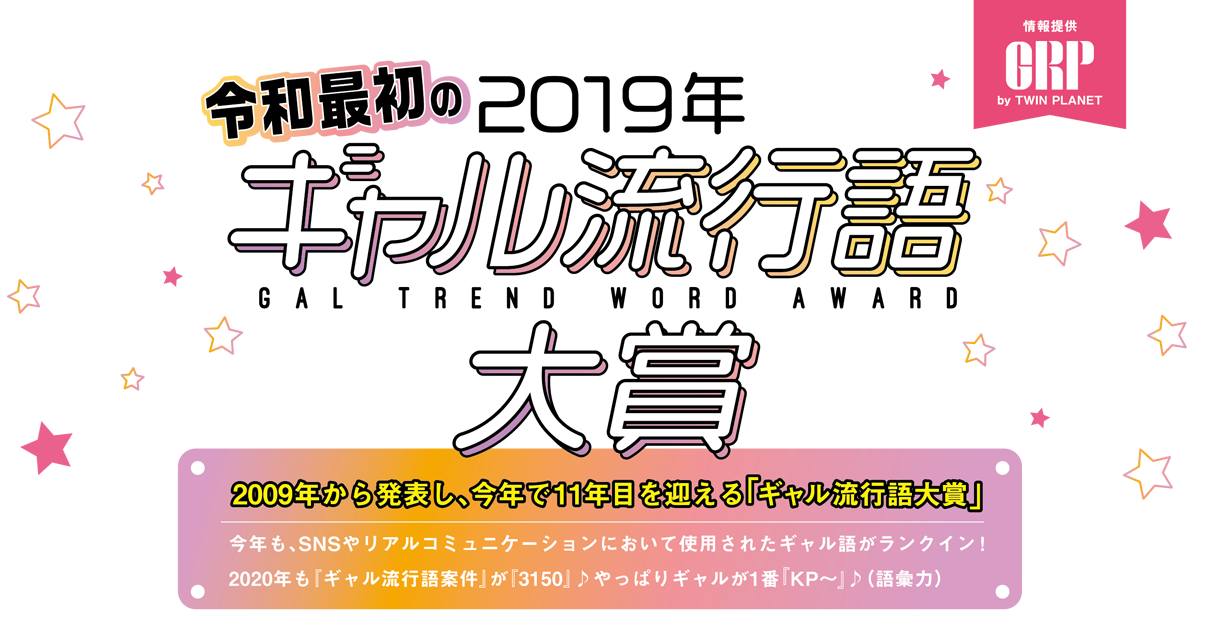 情報提供
GRP
by TWIN PLANET
令和最初の2019年
ギャル流行語
GAL TREND WORD AWARD
大賞
2009年から発表し、今年で11年目を迎える「ギャル流行語大賞」
今年も、SNSやリアルコミュニケーションにおいて使用されたギャル語がランクイン！
2020年も『ギャル流行語案件』が『3150』♪やっぱりギャルが1番『KP〜』♪（語彙力）